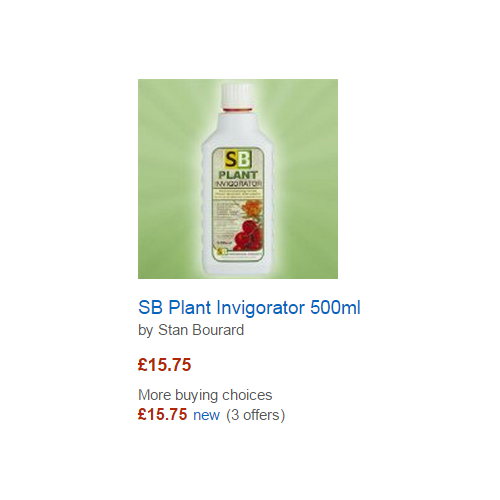 SB
PLANT
INVIGORATOR
SB
SB Plant Invigorator 500ml
by Stan Bourard
£15.75
More buying choices
£15.75 new (3 offers)